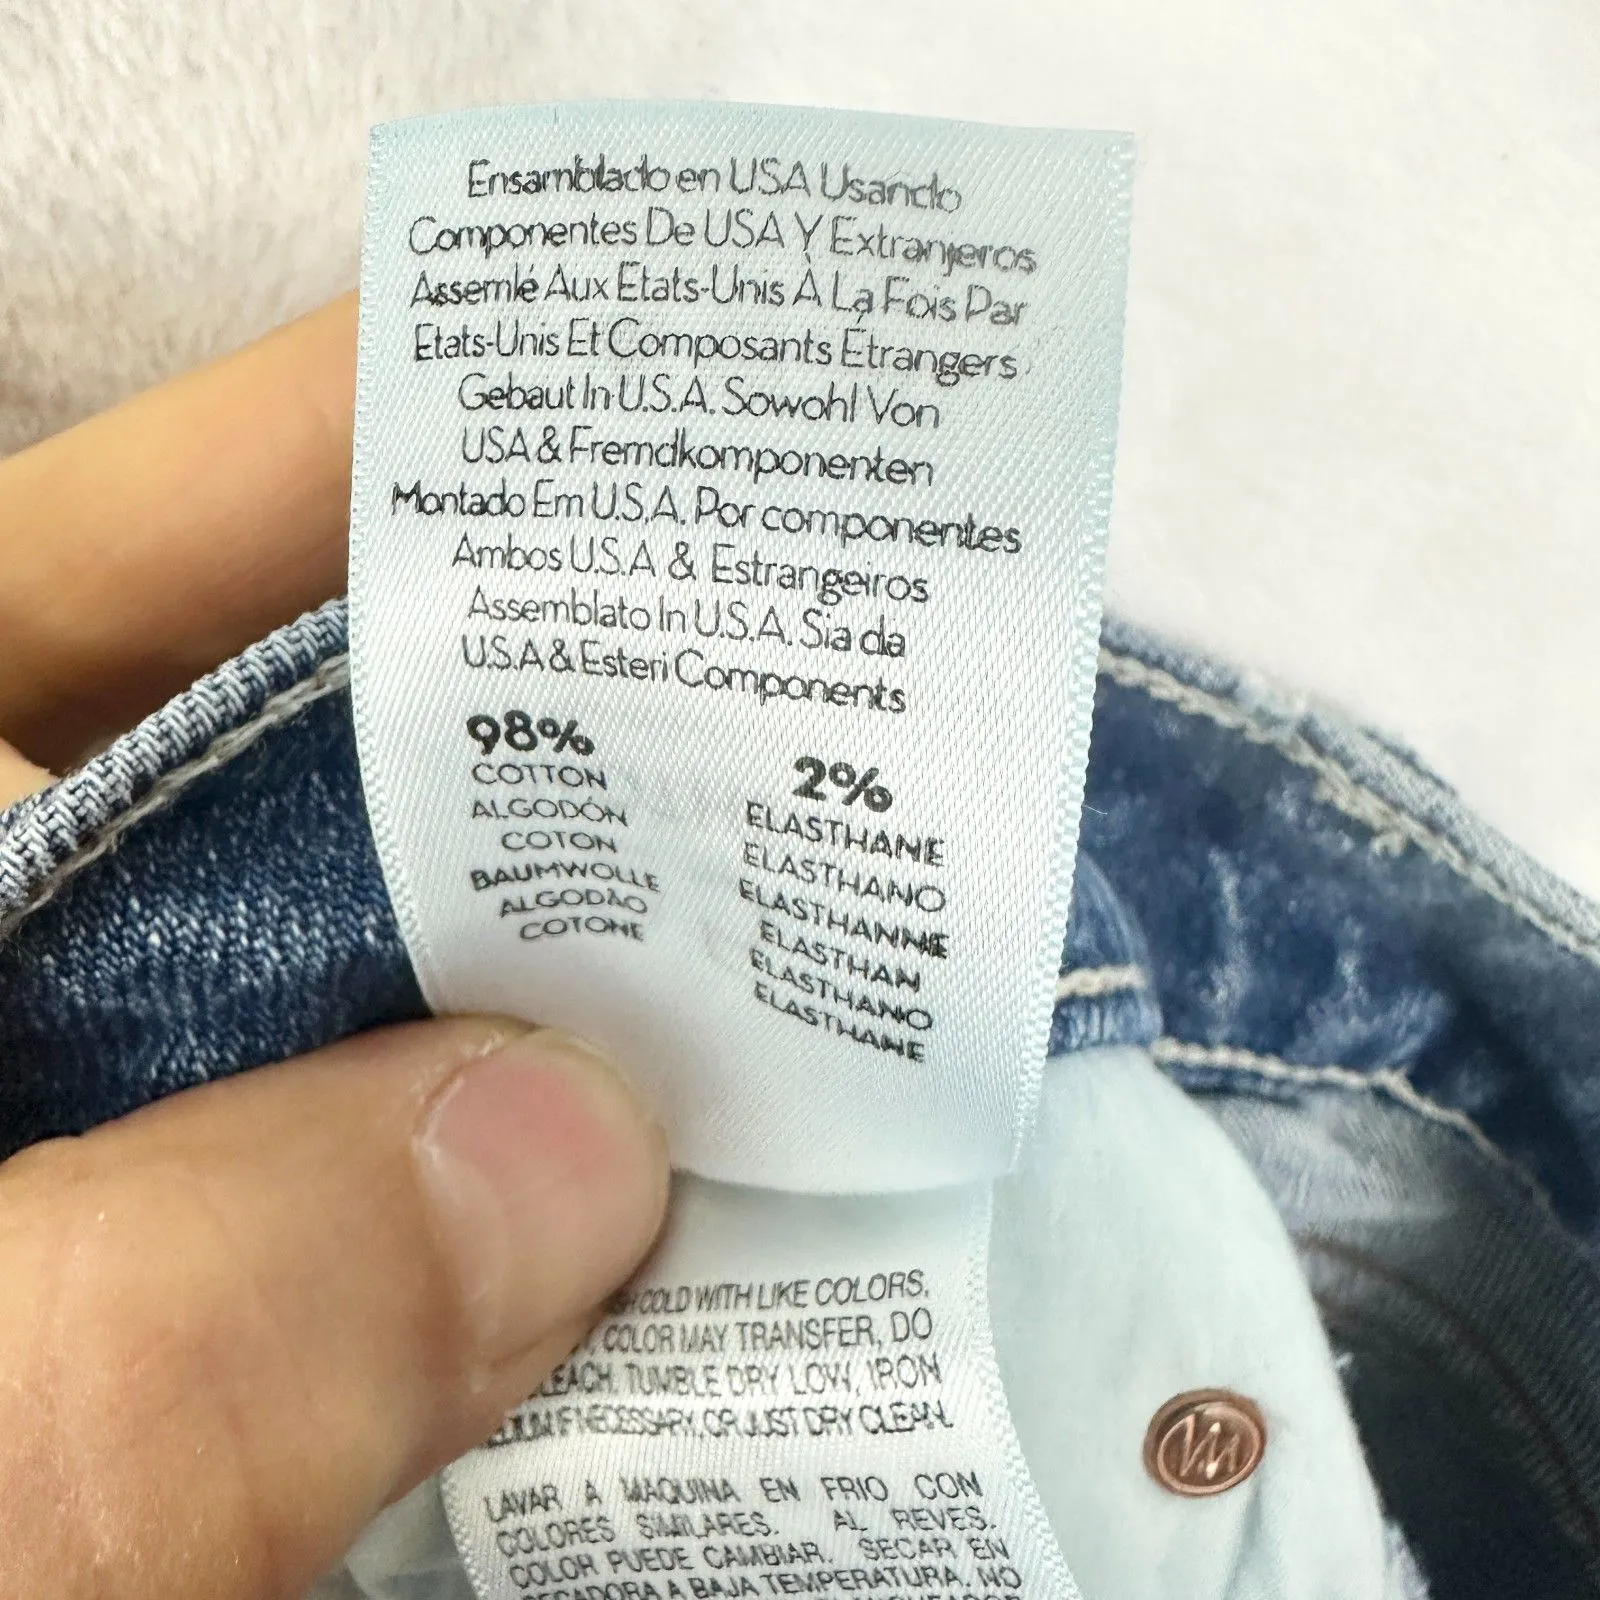 Ensamblado en USA Usando
Componentes De USA Y Extranjeros
Assemlé Aux États-Unis À La Fois Par
Etats-Unis Et Composants Étrangers
Gebaut In U.S.A. Sowohl Von
USA & Fremdkomponenten
Montado Em U.S.A. Por componentes
Ambos U.S.A & Estrangeiros
Assemblato In U.S.A. Sia da
U.S.A & Esteri Components
98%
COTTON
ALGODÓN
COTON
BAUMWOLLE
ALGODÃO
COTONE
2%
ELASTHANE
ELASTHANO
ELASTHANNE
ELASTHAN
ELASTHANO
ELASTHANE
COLD WITH LIKE COLORS.
COLOR MAY TRANSFER, DO
TUMBLE DRY LOW, IRON
IF NECESSARY, OR JUST DRY CLEAN.
LAVAR A MAQUINA EN FRIO CON
COLORES SIMILARES. AL REVES.
COLOR PUEDE CAMBIAR. SECAR EN
A BAJA TEMPERATURA. NO